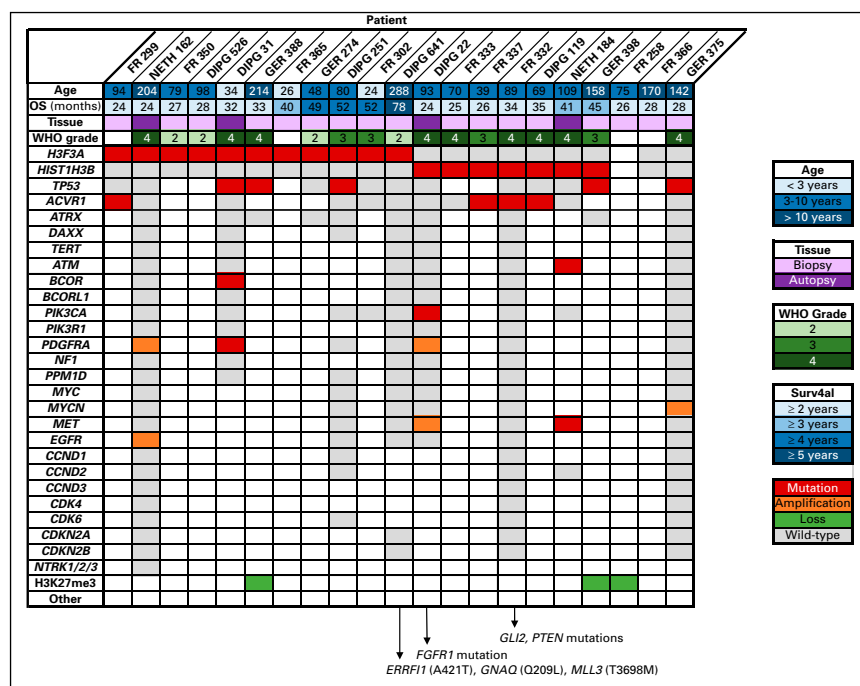 Patient
FR 299 NETH 162 FR 350 DIPG 526 DIPG 31 GER 388 FR 365 GER 274 DIPG 251 FR 302 DIPG 641 DIPG 22 FR 333 FR 337 FR 332 DIPG 119 NETH 184 GER 398 FR 258 FR 366 GER 375
Age 94 204 79 98 34 214 26 48 80 24 288 93 70 39 89 69 109 158 75 170 142
OS (months) 24 24 27 28 32 33 40 49 52 52 78 24 25 26 34 35 41 45 26 28 28
Tissue
WHO grade 4 2 2 4 4 2 3 3 2 4 4 3 4 4 4 3 4
H3F3A
HIST1H3B
TP53
ACVR1
ATRX
DAXX
TERT
ATM
BCOR
BCORL1
PIK3CA
PIK3R1
PDGFRA
NF1
PPM1D
MYC
MYCN
MET
EGFR
CCND1
CCND2
CCND3
CDK4
CDK6
CDKN2A
CDKN2B
NTRK1/2/3
H3K27me3
Other
GLI2, PTEN mutations
FGFR1 mutation
ERRFI1 (A421T), GNAQ (Q209L), MLL3 (T3698M)
Age
< 3 years
3-10 years
> 10 years
Tissue
Biopsy
Autopsy
WHO Grade
2
3
4
Surv4al
≥ 2 years
≥ 3 years
≥ 4 years
≥ 5 years
Mutation
Amplification
Loss
Wild-type